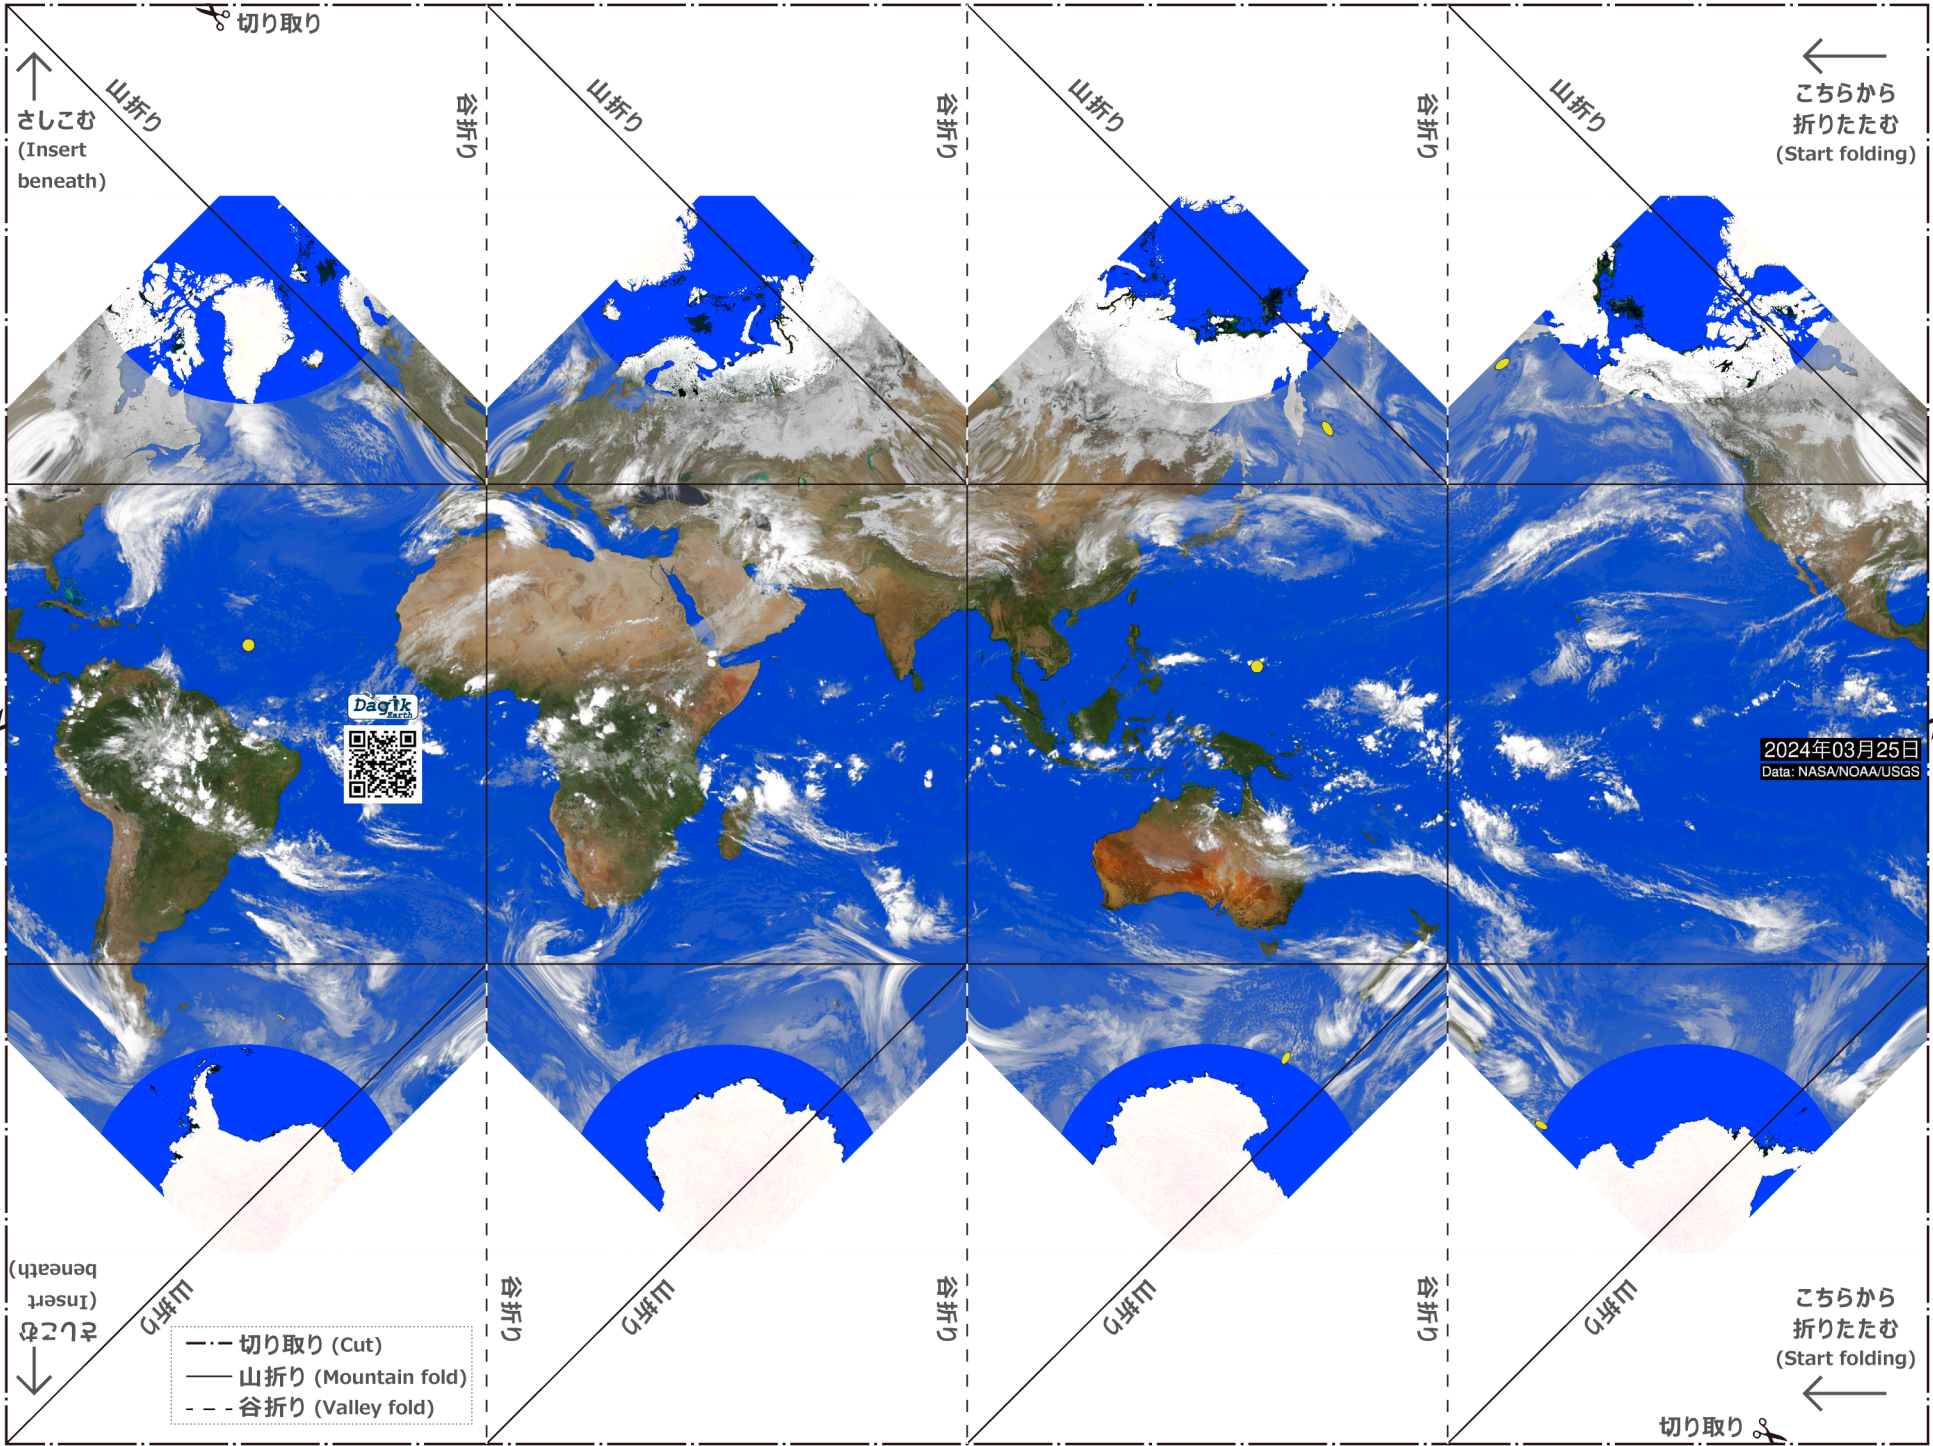 切り取り
山折り
谷折り
山折り
谷折り
山折り
谷折り
山折り
さしこむ
(Insert
beneath)
こちらから
折りたたむ
(Start folding)
Dagik
Earth
2024年03月25日
Data: NASA/NOAA/USGS
さしこむ
(Insert
beneath)
山折り
谷折り
山折り
谷折り
山折り
谷折り
山折り
こちらから
折りたたむ
(Start folding)
切り取り (Cut)
山折り (Mountain fold)
谷折り (Valley fold)
切り取り